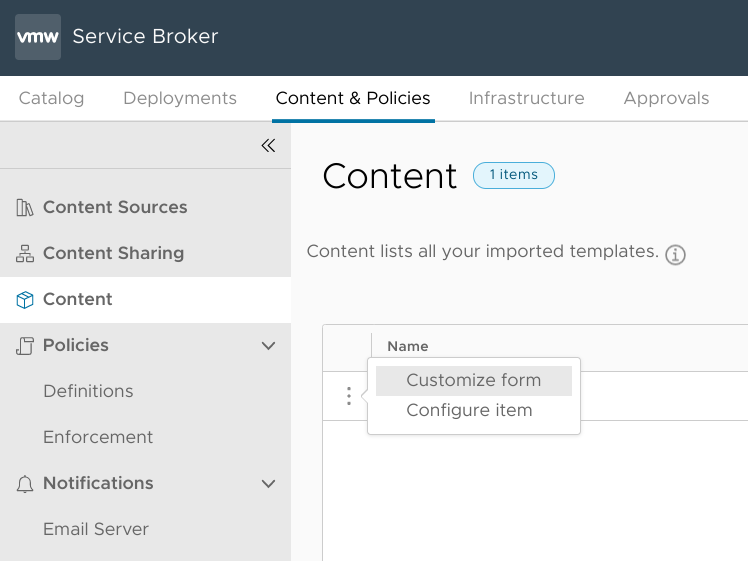 vmw Service Broker
Catalog Deployments Content & Policies Infrastructure Approvals
Content Sources
Content Sharing
Content
Policies
Definitions
Enforcement
Notifications
Email Server
Content 1 items
Content lists all your imported templates.
Name
Customize form
Configure item